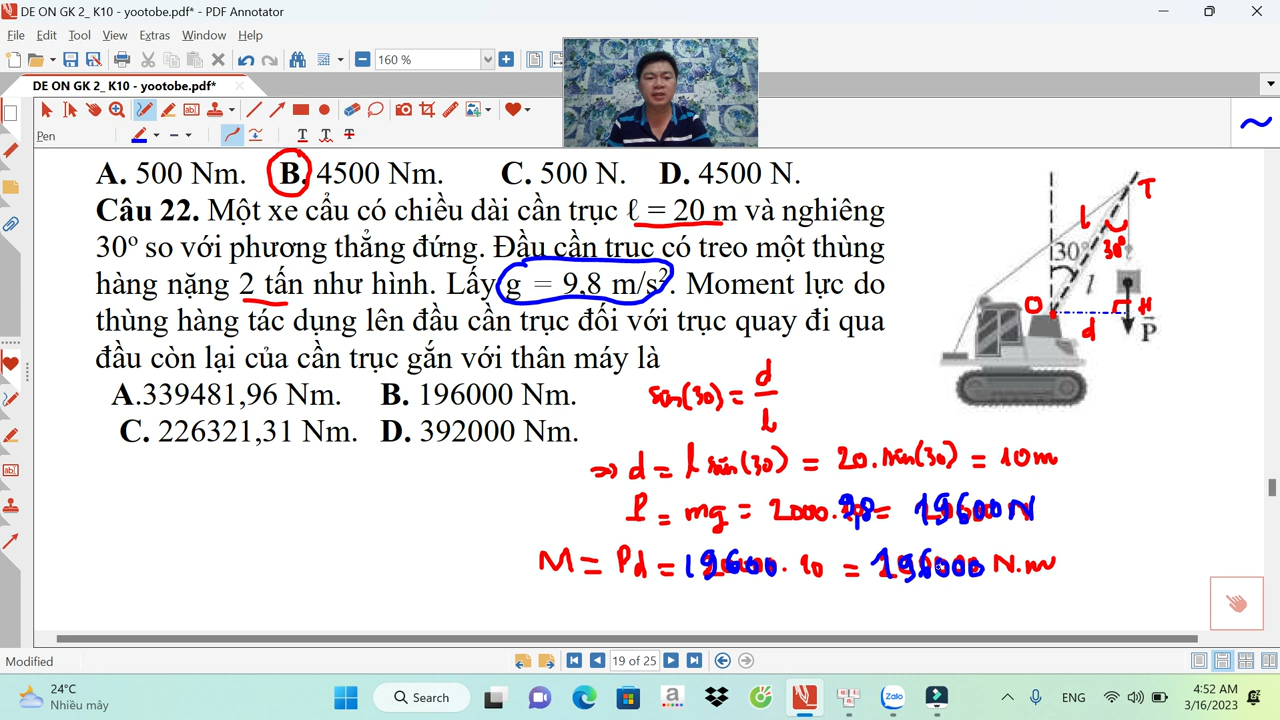 DE ON GK 2_ K10 - yootobe.pdf* - PDF Annotator
File Edit Tool View Extras Window Help
160 %
DE ON GK 2_ K10 - yootobe.pdf*
Pen
A. 500 Nm. B. 4500 Nm. C. 500 N. D. 4500 N.
Câu 22. Một xe cẩu có chiều dài cần trục ℓ = 20 m và nghiêng
30º so với phương thẳng đứng. Đầu cần trục có treo một thùng
hàng nặng 2 tấn như hình. Lấy g = 9,8 m/s². Moment lực do
thùng hàng tác dụng lên đầu cần trục đối với trục quay đi qua
đầu còn lại của cần trục gắn với thân máy là
A.339481,96 Nm. B. 196000 Nm.
C. 226321,31 Nm. D. 392000 Nm.
T
l
30°
30°
l
O
H
d
P
sin(30) = d/l
=> d = l sin(30) = 20.sin(30) = 10m
P = mg = 2000.9,8 = 19600 N
M = Pd = 19600 . 10 = 196000 N.m
Modified
19 of 25
24°C
Nhiều mây
Search
Zalo
ENG
4:52 AM
3/16/2023